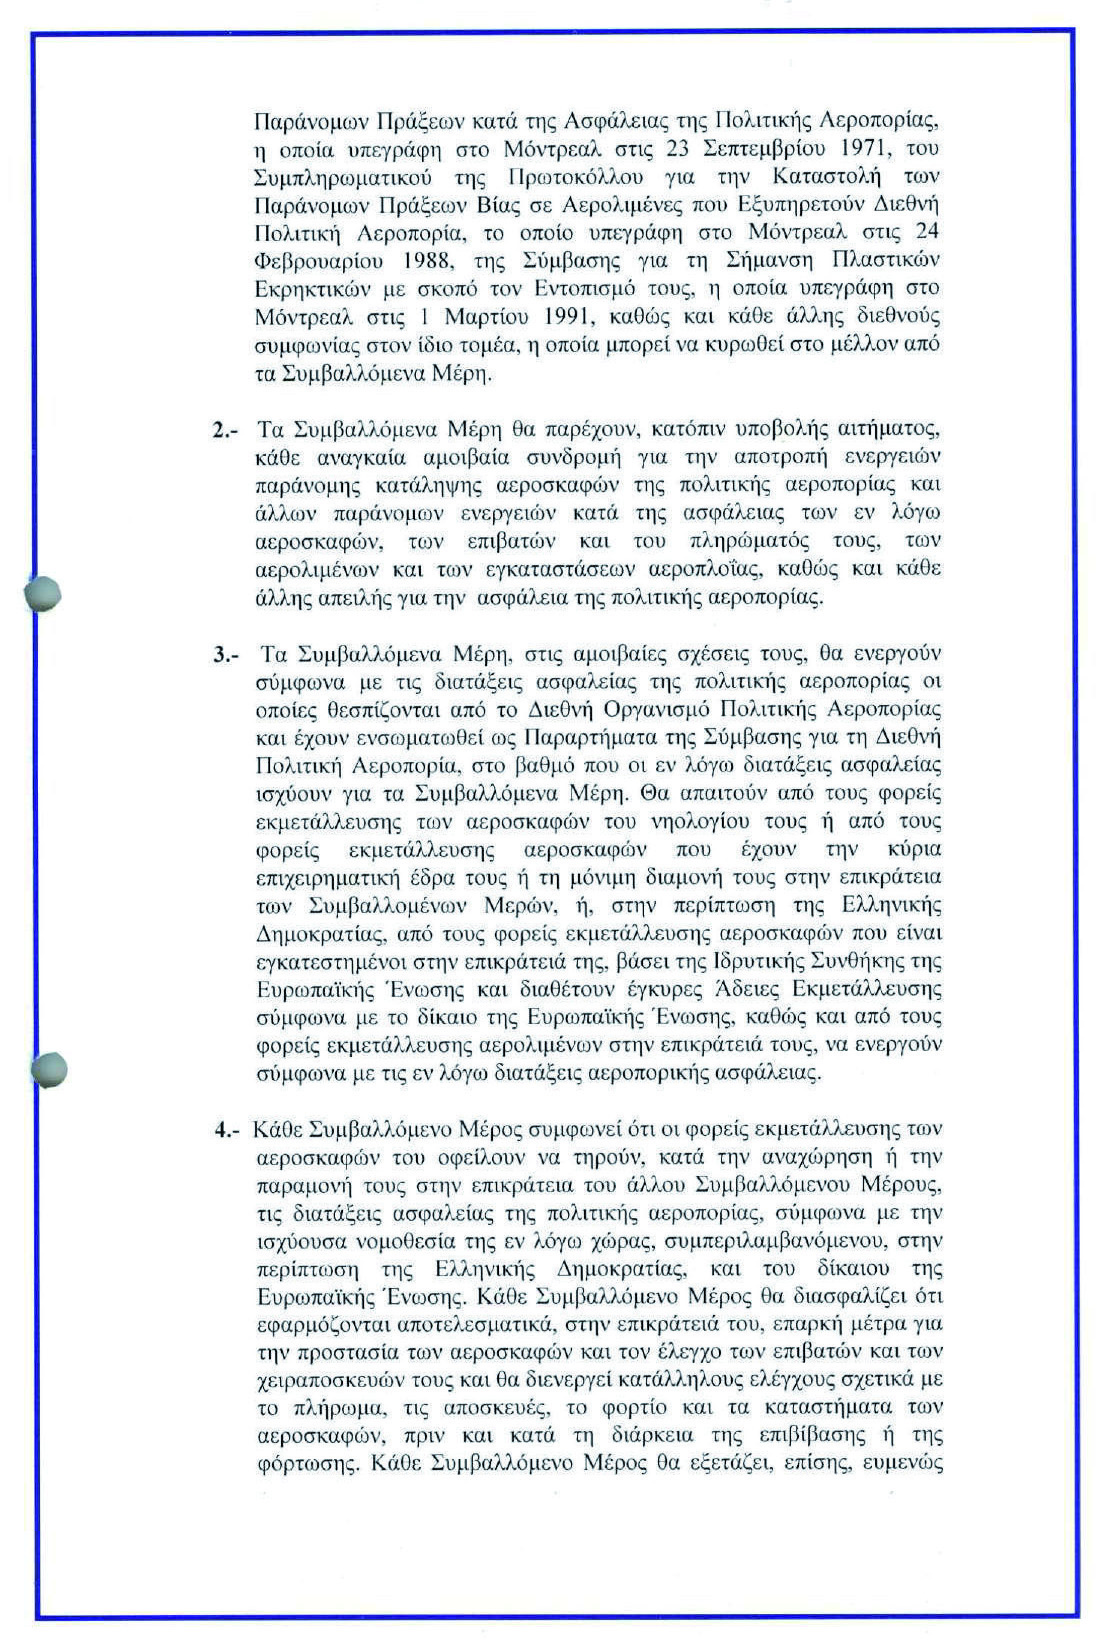 Παράνομων Πράξεων κατά της Ασφάλειας της Πολιτικής Αεροπορίας,
η οποία υπεγράφη στο Μόντρεαλ στις 23 Σεπτεμβρίου 1971, του
Συμπληρωματικού της Πρωτοκόλλου για την Καταστολή των
Παράνομων Πράξεων Βίας σε Αερολιμένες που Εξυπηρετούν Διεθνή
Πολιτική Αεροπορία, το οποίο υπεγράφη στο Μόντρεαλ στις 24
Φεβρουαρίου 1988, της Σύμβασης για τη Σήμανση Πλαστικών
Εκρηκτικών με σκοπό τον Εντοπισμό τους, η οποία υπεγράφη στο
Μόντρεαλ στις 1 Μαρτίου 1991, καθώς και κάθε άλλης διεθνούς
συμφωνίας στον ίδιο τομέα, η οποία μπορεί να κυρωθεί στο μέλλον από
τα Συμβαλλόμενα Μέρη.
2.- Τα Συμβαλλόμενα Μέρη θα παρέχουν, κατόπιν υποβολής αιτήματος,
κάθε αναγκαία αμοιβαία συνδρομή για την αποτροπή ενεργειών
παράνομης κατάληψης αεροσκαφών της πολιτικής αεροπορίας και
άλλων παράνομων ενεργειών κατά της ασφάλειας των εν λόγω
αεροσκαφών, των επιβατών και του πληρώματός τους, των
αερολιμένων και των εγκαταστάσεων αεροπλοΐας, καθώς και κάθε
άλλης απειλής για την ασφάλεια της πολιτικής αεροπορίας.
3.- Τα Συμβαλλόμενα Μέρη, στις αμοιβαίες σχέσεις τους, θα ενεργούν
σύμφωνα με τις διατάξεις ασφαλείας της πολιτικής αεροπορίας οι
οποίες θεσπίζονται από το Διεθνή Οργανισμό Πολιτικής Αεροπορίας
και έχουν ενσωματωθεί ως Παραρτήματα της Σύμβασης για τη Διεθνή
Πολιτική Αεροπορία, στο βαθμό που οι εν λόγω διατάξεις ασφαλείας
ισχύουν για τα Συμβαλλόμενα Μέρη. Θα απαιτούν από τους φορείς
εκμετάλλευσης των αεροσκαφών του νηολογίου τους ή από τους
φορείς εκμετάλλευσης αεροσκαφών που έχουν την κύρια
επιχειρηματική έδρα τους ή τη μόνιμη διαμονή τους στην επικράτεια
των Συμβαλλομένων Μερών, ή, στην περίπτωση της Ελληνικής
Δημοκρατίας, από τους φορείς εκμετάλλευσης αεροσκαφών που είναι
εγκατεστημένοι στην επικράτειά της, βάσει της Ιδρυτικής Συνθήκης της
Ευρωπαϊκής Ένωσης και διαθέτουν έγκυρες Άδειες Εκμετάλλευσης
σύμφωνα με το δίκαιο της Ευρωπαϊκής Ένωσης, καθώς και από τους
φορείς εκμετάλλευσης αερολιμένων στην επικράτειά τους, να ενεργούν
σύμφωνα με τις εν λόγω διατάξεις αεροπορικής ασφάλειας.
4.- Κάθε Συμβαλλόμενο Μέρος συμφωνεί ότι οι φορείς εκμετάλλευσης των
αεροσκαφών του οφείλουν να τηρούν, κατά την αναχώρηση ή την
παραμονή τους στην επικράτεια του άλλου Συμβαλλόμενου Μέρους,
τις διατάξεις ασφαλείας της πολιτικής αεροπορίας, σύμφωνα με την
ισχύουσα νομοθεσία της εν λόγω χώρας, συμπεριλαμβανόμενου, στην
περίπτωση της Ελληνικής Δημοκρατίας, και του δίκαιου της
Ευρωπαϊκής Ένωσης. Κάθε Συμβαλλόμενο Μέρος θα διασφαλίζει ότι
εφαρμόζονται αποτελεσματικά, στην επικράτειά του, επαρκή μέτρα για
την προστασία των αεροσκαφών και τον έλεγχο των επιβατών και των
χειραποσκευών τους και θα διενεργεί κατάλληλους ελέγχους σχετικά με
το πλήρωμα, τις αποσκευές, το φορτίο και τα καταστήματα των
αεροσκαφών, πριν και κατά τη διάρκεια της επιβίβασης ή της
φόρτωσης. Κάθε Συμβαλλόμενο Μέρος θα εξετάζει, επίσης, ευμενώς